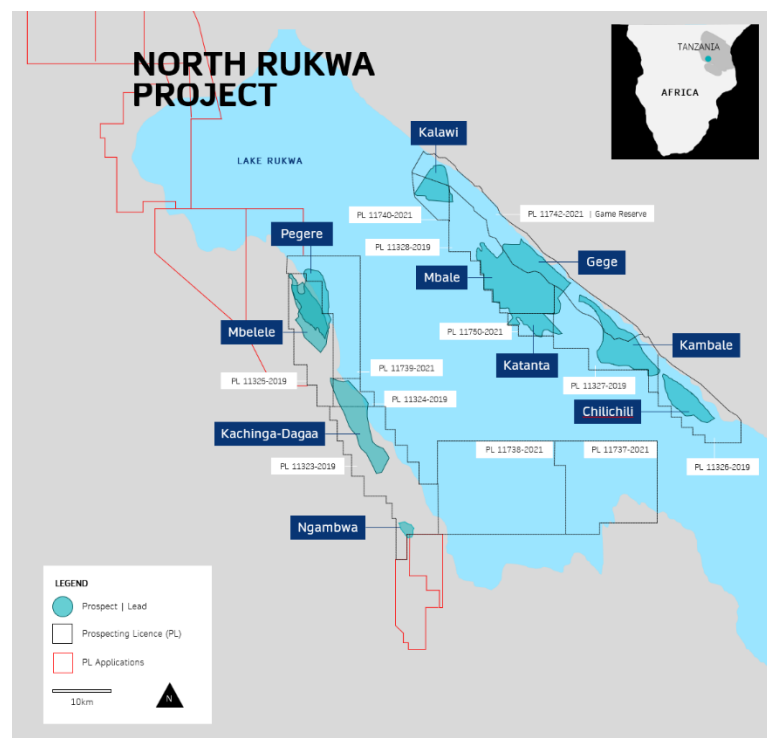 NORTH RUKWA
PROJECT
TANZANIA
AFRICA
Kalawi
LAKE RUKWA
PL 11740-2021
PL 11742-2021 | Game Reserve
Pegere
PL 11328-2019
Gege
Mbale
Mbelele
PL 11750-2021
Kambale
Katanta
PL 11739-2021
PL 11325-2019
PL 11327-2019
PL 11324-2019
Chilichili
Kachinga-Dagaa
PL 11738-2021
PL 11737-2021
PL 11323-2019
PL 11326-2019
Ngambwa
LEGEND
Prospect | Lead
Prospecting Licence (PL)
PL Applications
10km
N